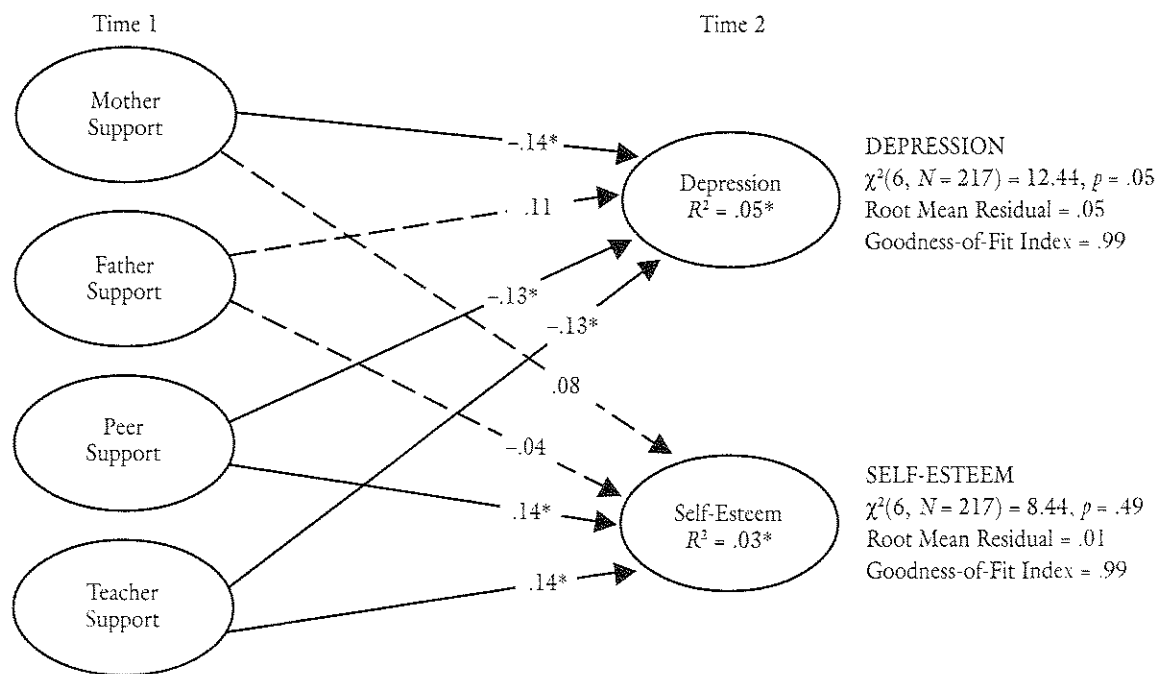 Time 1
Time 2
Mother
Support
Father
Support
Peer
Support
Teacher
Support
–.14*
.11
–.13*
–.13*
.08
–.04
.14*
.14*
Depression
R² = .05*
Self-Esteem
R² = .03*
DEPRESSION
χ²(6, N = 217) = 12.44, p = .05
Root Mean Residual = .05
Goodness-of-Fit Index = .99
SELF-ESTEEM
χ²(6, N = 217) = 8.44, p = .49
Root Mean Residual = .01
Goodness-of-Fit Index = .99